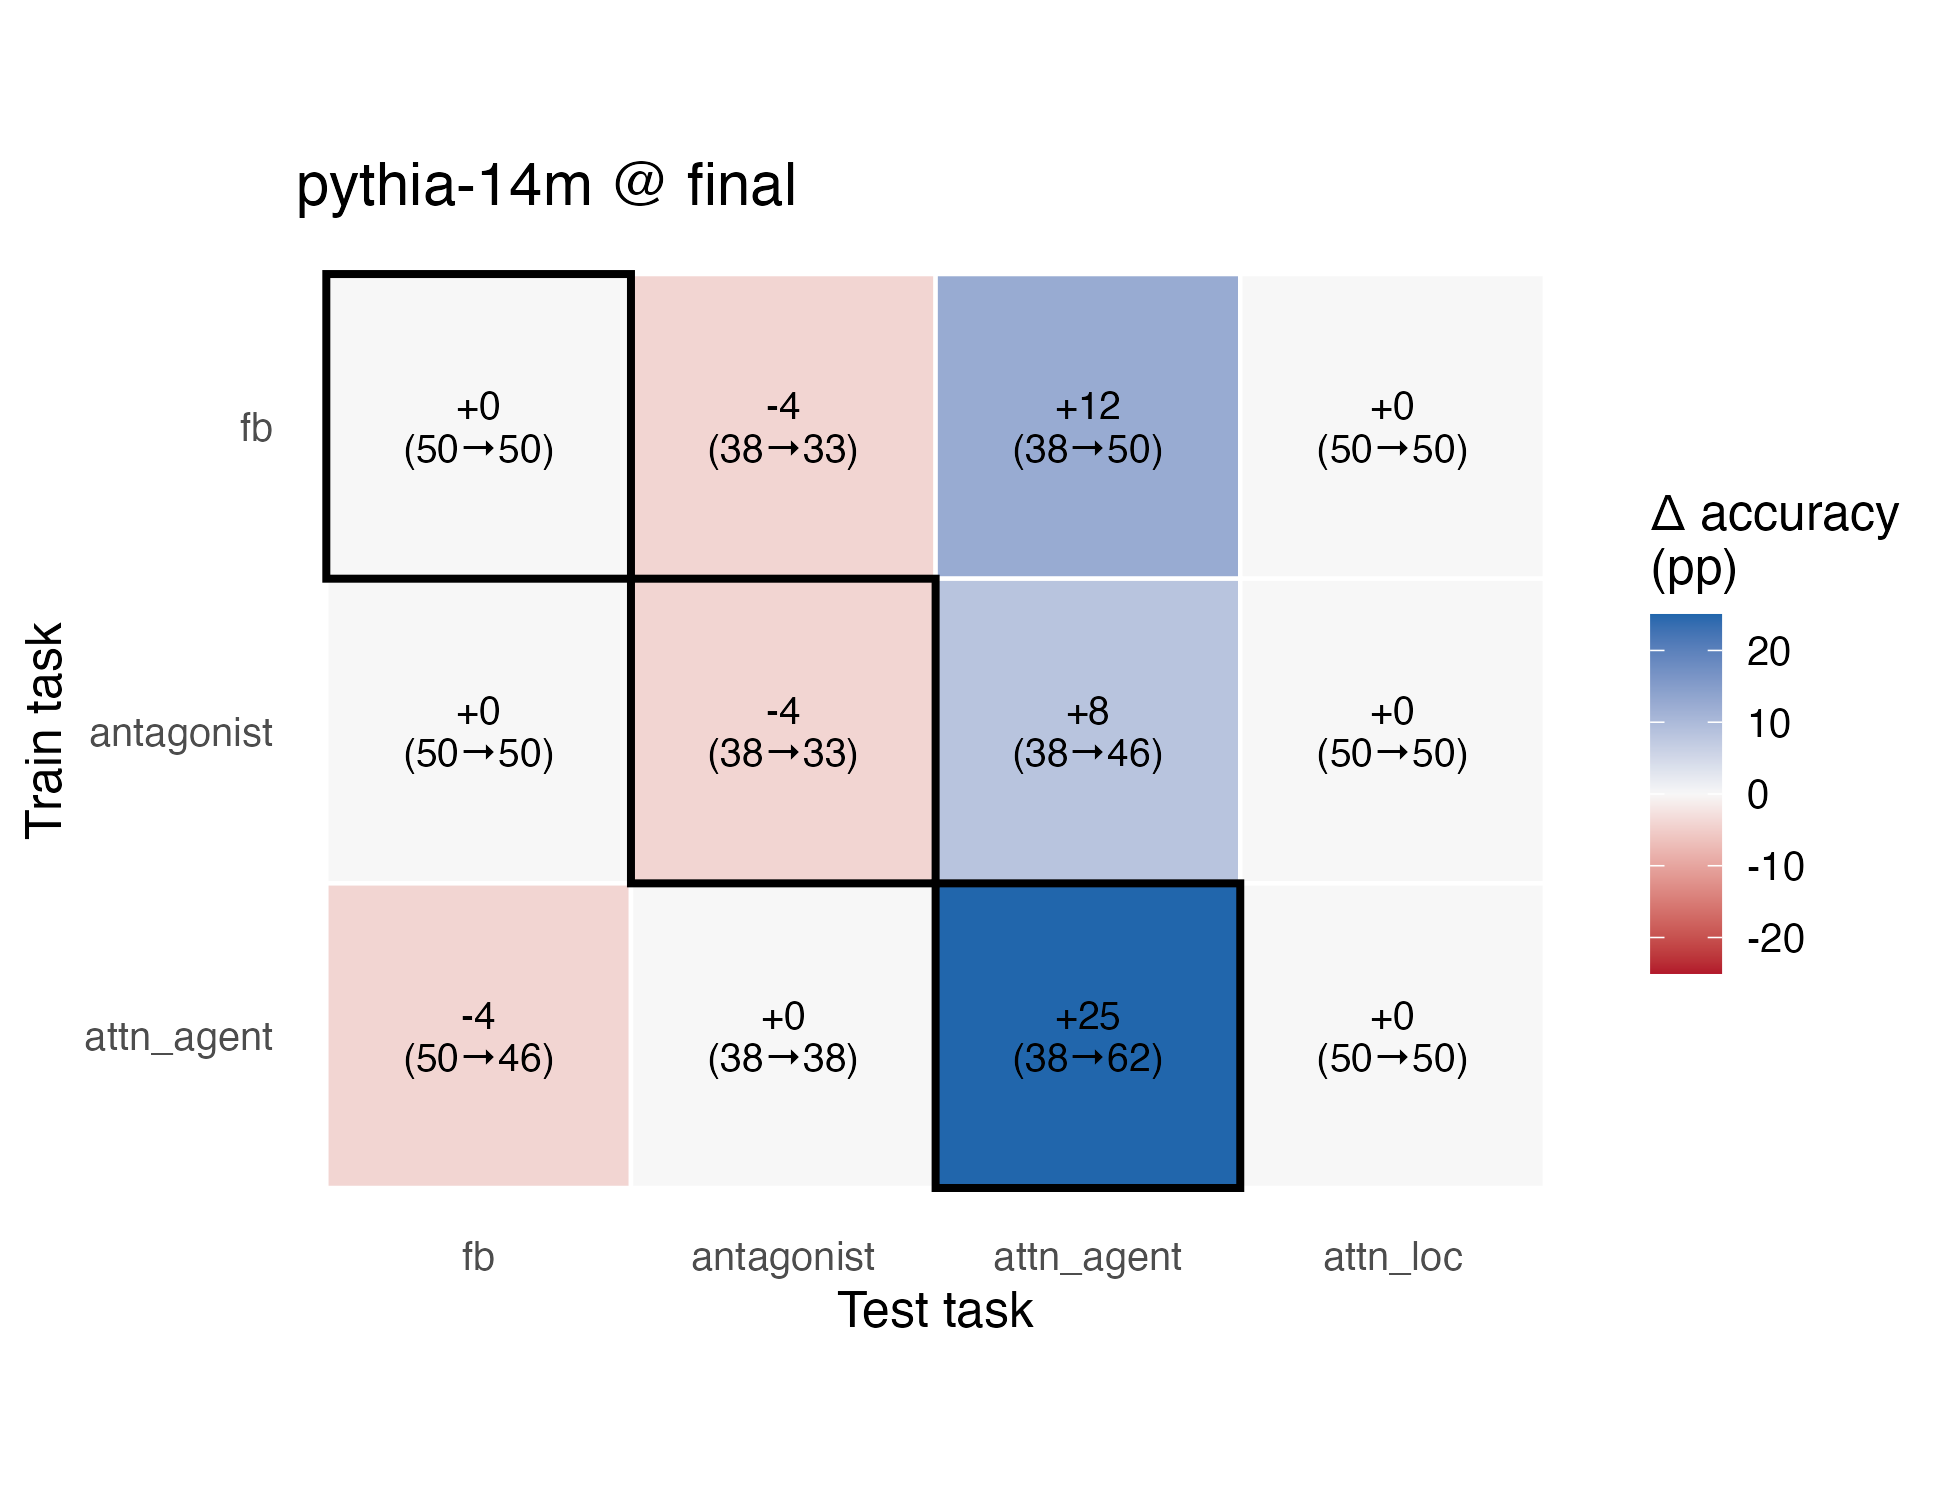 pythia-14m @ final
Train task
fb
+0
(50→50)
-4
(38→33)
+12
(38→50)
+0
(50→50)
antagonist
+0
(50→50)
-4
(38→33)
+8
(38→46)
+0
(50→50)
attn_agent
-4
(50→46)
+0
(38→38)
+25
(38→62)
+0
(50→50)
fb
antagonist
attn_agent
attn_loc
Test task
Δ accuracy
(pp)
20
10
0
-10
-20